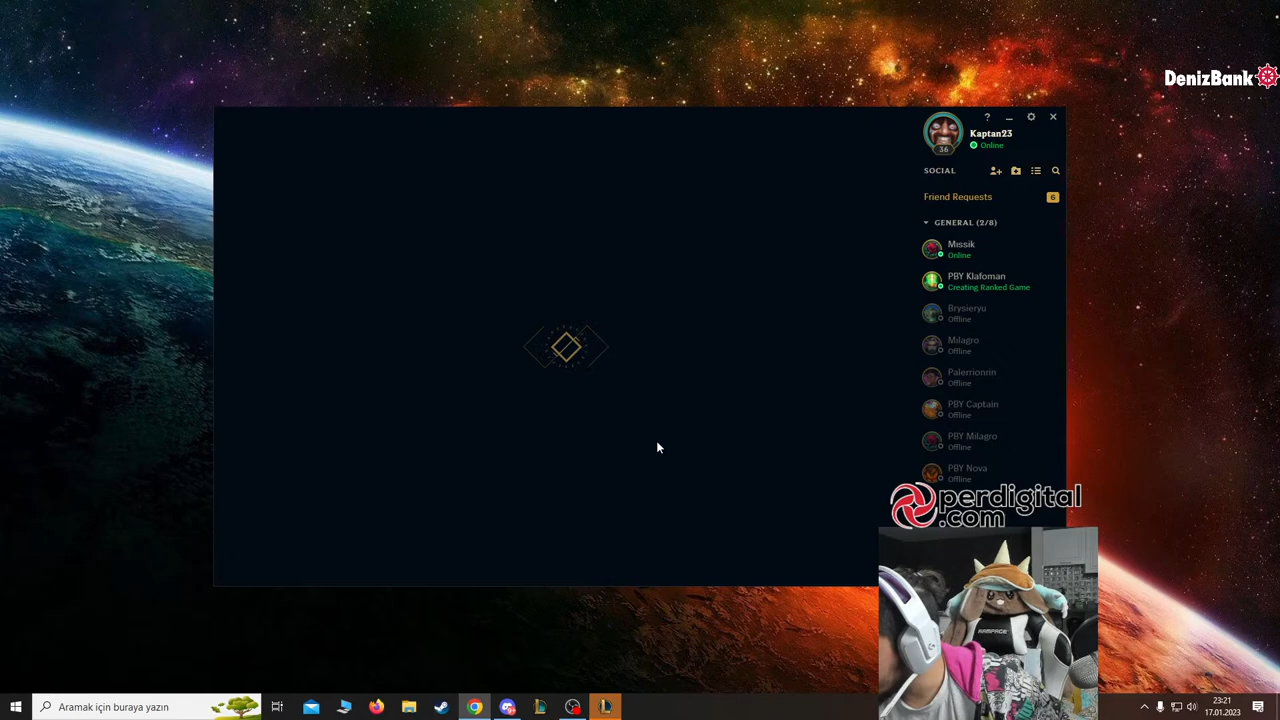 DenizBank
Kaptan23
36
Online
SOCIAL
Friend Requests
6
GENERAL (2/8)
Missik
Online
PBY Klafoman
Creating Ranked Game
Brysieryu
Offline
Milagro
Offline
Palerrionrin
Offline
PBY Captain
Offline
PBY Milagro
Offline
PBY Nova
Offline
perdigital
.com
RAMPAGE
Aramak için buraya yazın
23:21
17.01.2023